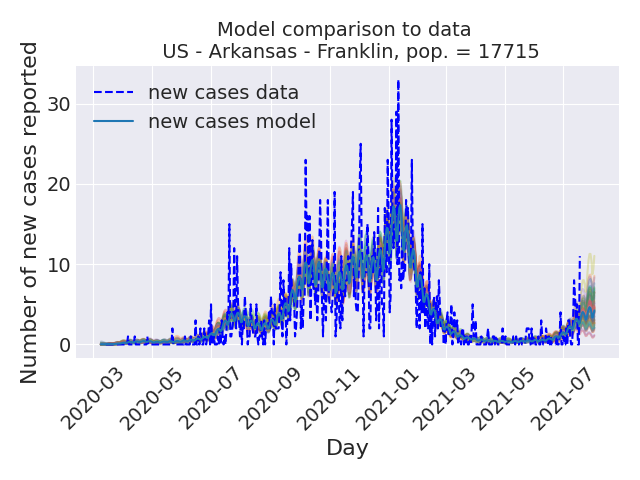 Model comparison to data
US - Arkansas - Franklin, pop. = 17715
Number of new cases reported
30
20
10
0
new cases data
new cases model
2020-03
2020-05
2020-07
2020-09
2020-11
2021-01
2021-03
2021-05
2021-07
Day